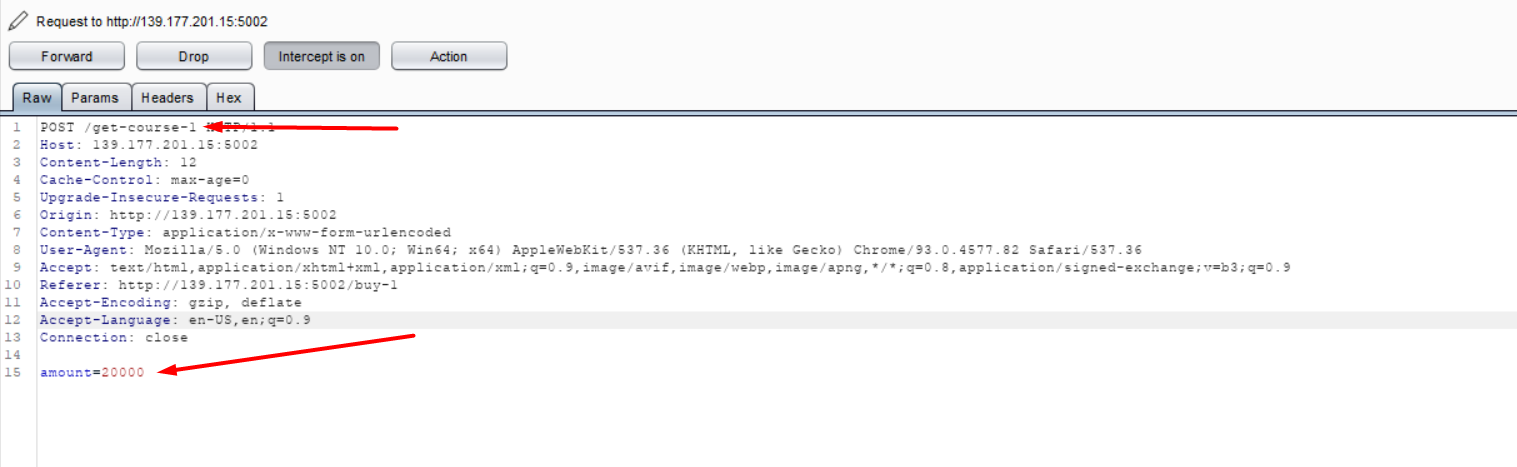 Request to http://139.177.201.15:5002
Forward Drop Intercept is on Action
Raw Params Headers Hex
1 POST /get-course-1 HTTP/1.1
2 Host: 139.177.201.15:5002
3 Content-Length: 12
4 Cache-Control: max-age=0
5 Upgrade-Insecure-Requests: 1
6 Origin: http://139.177.201.15:5002
7 Content-Type: application/x-www-form-urlencoded
8 User-Agent: Mozilla/5.0 (Windows NT 10.0; Win64; x64) AppleWebKit/537.36 (KHTML, like Gecko) Chrome/93.0.4577.82 Safari/537.36
9 Accept: text/html,application/xhtml+xml,application/xml;q=0.9,image/avif,image/webp,image/apng,*/*;q=0.8,application/signed-exchange;v=b3;q=0.9
10 Referer: http://139.177.201.15:5002/buy-1
11 Accept-Encoding: gzip, deflate
12 Accept-Language: en-US,en;q=0.9
13 Connection: close
14
15 amount=20000